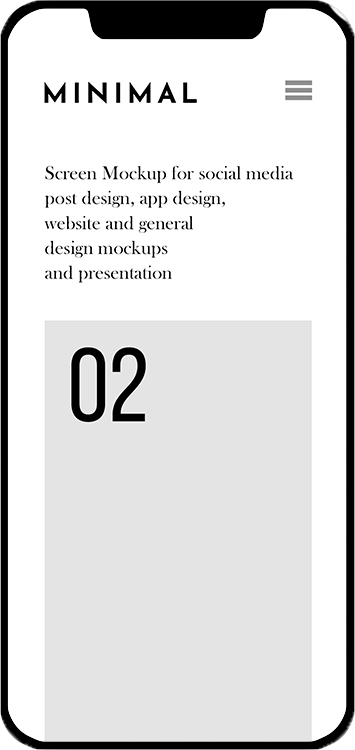 MINIMAL
Screen Mockup for social media
post design, app design,
website and general
design mockups
and presentation
02